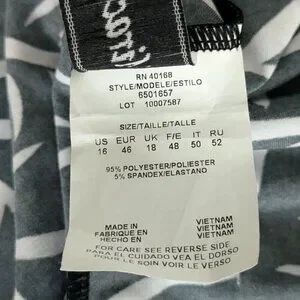 RN 40168
STYLE/MODELE/ESTILO
6501657
LOT 10007587
SIZE/TAILLE/TALLE
US EUR UK F/E IT RU
16 46 18 48 50 52
95% POLYESTER/POLIESTER
5% SPANDEX/ELASTANO
MADE IN VIETNAM
FABRIQUE EN VIETNAM
HECHO EN VIETNAM
FOR CARE SEE REVERSE SIDE
PARA EL CUIDADO VEA EL DORSO
POUR LE SOIN VOIR LE VERSO